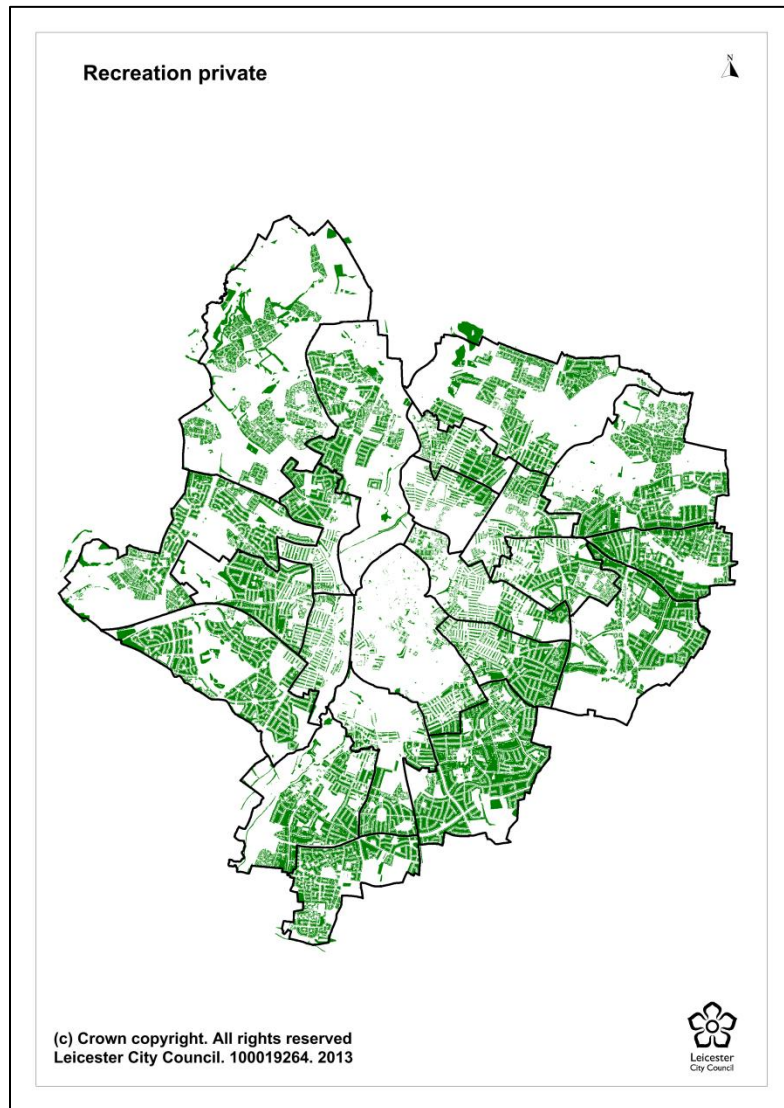 Recreation private
N
(c) Crown copyright. All rights reserved
Leicester City Council. 100019264. 2013
Leicester
City Council